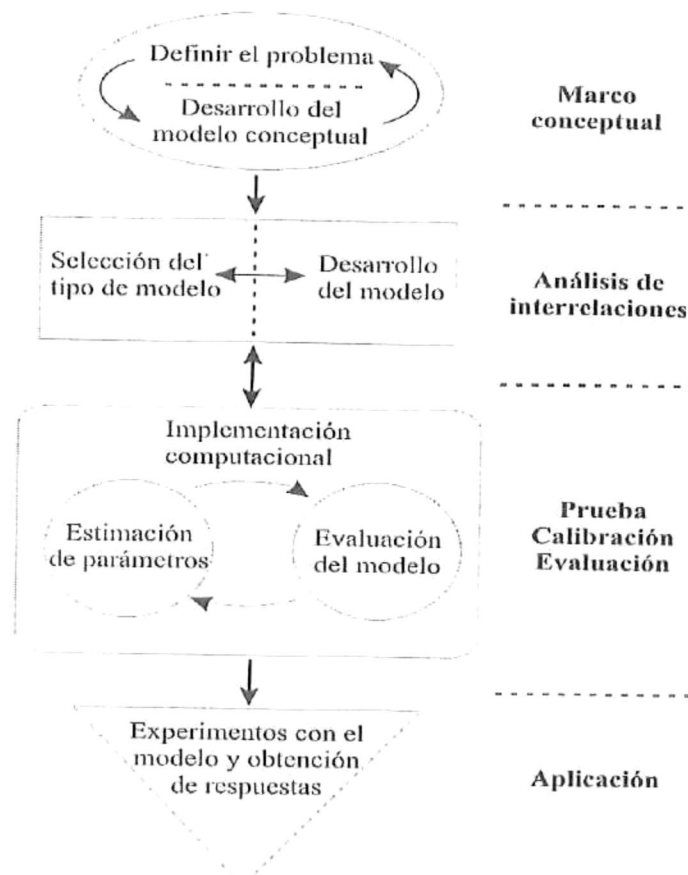 Definir el problema
Desarrollo del
modelo conceptual
Marco
conceptual
Selección del
tipo de modelo
Desarrollo
del modelo
Análisis de
interrelaciones
Implementación
computacional
Estimación
de parámetros
Evaluación
del modelo
Prueba
Calibración
Evaluación
Experimentos con el
modelo y obtención
de respuestas
Aplicación